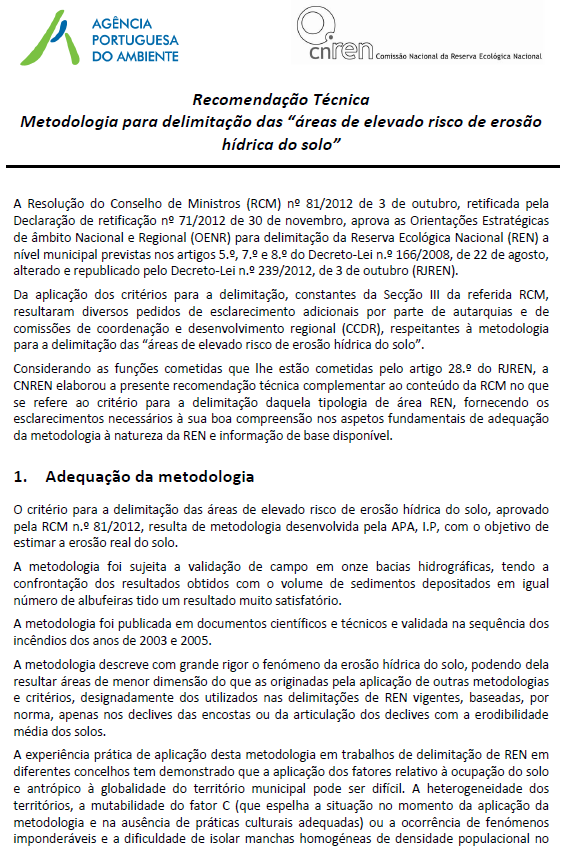 AGÊNCIA
PORTUGUESA
DO AMBIENTE
cnren Comissão Nacional da Reserva Ecológica Nacional
Recomendação Técnica
Metodologia para delimitação das “áreas de elevado risco de erosão
hídrica do solo”
A Resolução do Conselho de Ministros (RCM) nº 81/2012 de 3 de outubro, retificada pela
Declaração de retificação nº 71/2012 de 30 de novembro, aprova as Orientações Estratégicas
de âmbito Nacional e Regional (OENR) para delimitação da Reserva Ecológica Nacional (REN) a
nível municipal previstas nos artigos 5.º, 7.º e 8.º do Decreto-Lei n.º 166/2008, de 22 de agosto,
alterado e republicado pelo Decreto-Lei n.º 239/2012, de 3 de outubro (RJREN).
Da aplicação dos critérios para a delimitação, constantes da Secção III da referida RCM,
resultaram diversos pedidos de esclarecimento adicionais por parte de autarquias e de
comissões de coordenação e desenvolvimento regional (CCDR), respeitantes à metodologia
para a delimitação das “áreas de elevado risco de erosão hídrica do solo”.
Considerando as funções cometidas que lhe estão cometidas pelo artigo 28.º do RJREN, a
CNREN elaborou a presente recomendação técnica complementar ao conteúdo da RCM no que
se refere ao critério para a delimitação daquela tipologia de área REN, fornecendo os
esclarecimentos necessários à sua boa compreensão nos aspetos fundamentais de adequação
da metodologia à natureza da REN e informação de base disponível.
1. Adequação da metodologia
O critério para a delimitação das áreas de elevado risco de erosão hídrica do solo, aprovado
pela RCM n.º 81/2012, resulta de metodologia desenvolvida pela APA, I.P, com o objetivo de
estimar a erosão real do solo.
A metodologia foi sujeita a validação de campo em onze bacias hidrográficas, tendo a
confrontação dos resultados obtidos com o volume de sedimentos depositados em igual
número de albufeiras tido um resultado muito satisfatório.
A metodologia foi publicada em documentos científicos e técnicos e validada na sequência dos
incêndios dos anos de 2003 e 2005.
A metodologia descreve com grande rigor o fenómeno da erosão hídrica do solo, podendo dela
resultar áreas de menor dimensão do que as originadas pela aplicação de outras metodologias
e critérios, designadamente dos utilizados nas delimitações de REN vigentes, baseadas, por
norma, apenas nos declives das encostas ou da articulação dos declives com a erodibilidade
média dos solos.
A experiência prática de aplicação desta metodologia em trabalhos de delimitação de REN em
diferentes concelhos tem demonstrado que a aplicação dos fatores relativo à ocupação do solo
e antrópico à globalidade do território municipal pode ser difícil. A heterogeneidade dos
territórios, a mutabilidade do fator C (que espelha a situação no momento da aplicação da
metodologia e na ausência de práticas culturais adequadas) ou a ocorrência de fenómenos
imponderáveis e a dificuldade de isolar manchas homogéneas de densidade populacional no